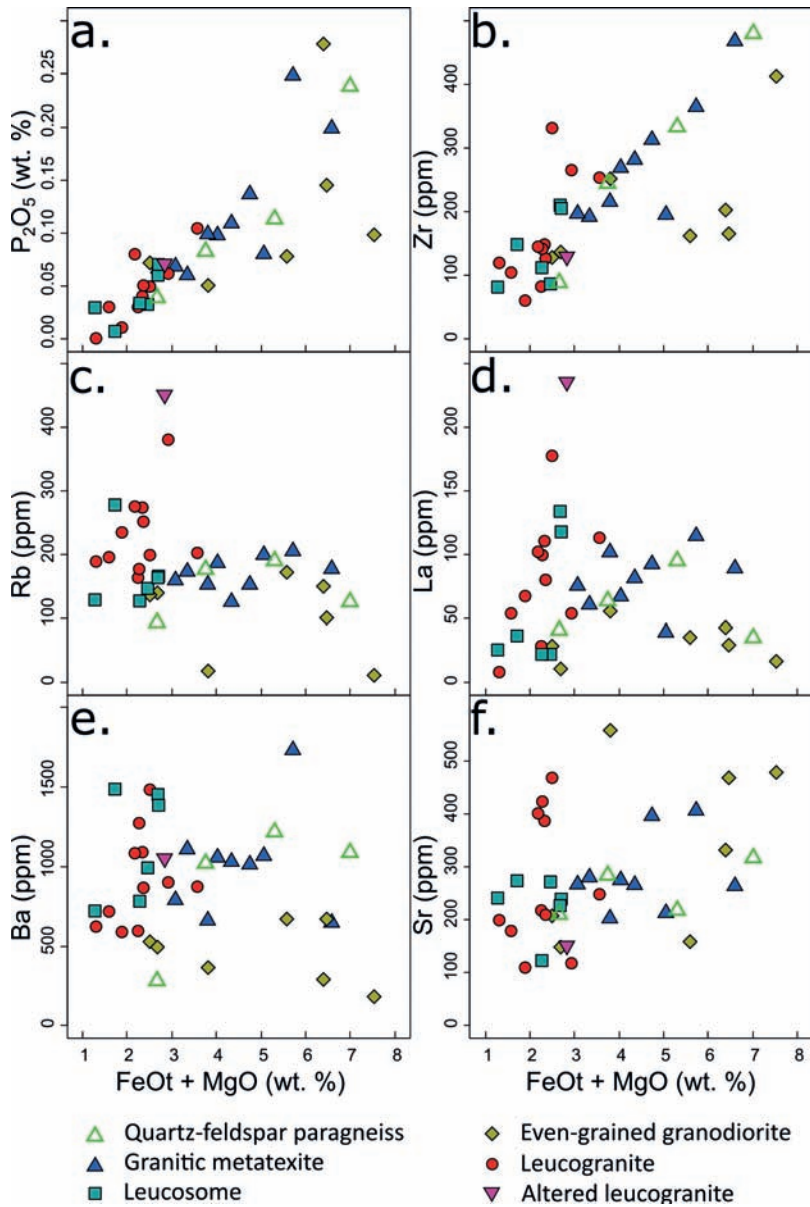 a.
b.
P2O5 (wt. %)
0.00 0.05 0.10 0.15 0.20 0.25
Zr (ppm)
0 100 200 300 400
c.
d.
Rb (ppm)
0 100 200 300 400
La (ppm)
0 50 100 150 200
e.
f.
Ba (ppm)
0 500 1000 1500
Sr (ppm)
0 100 200 300 400 500
1 2 3 4 5 6 7 8
1 2 3 4 5 6 7 8
FeOt + MgO (wt. %)
FeOt + MgO (wt. %)
Quartz-feldspar paragneiss
Granitic metatexite
Leucosome
Even-grained granodiorite
Leucogranite
Altered leucogranite